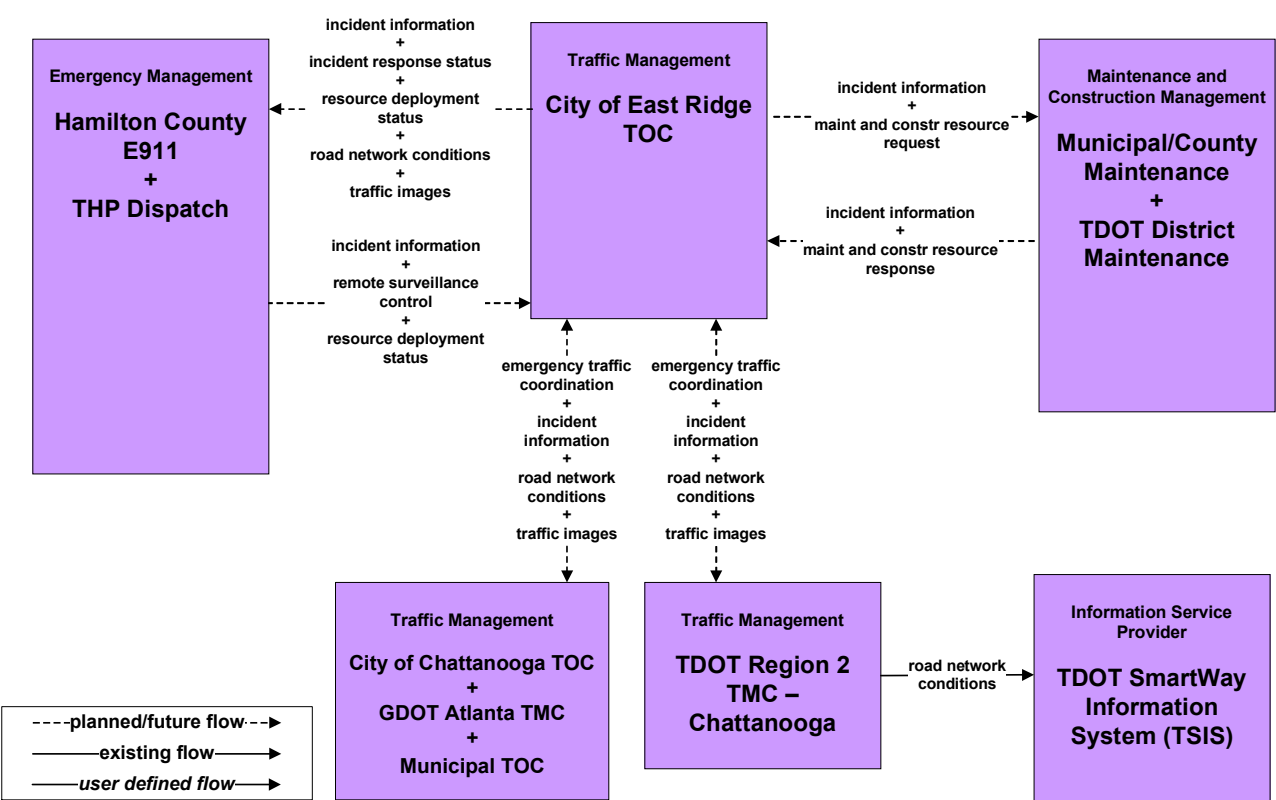 incident information
+
incident response status
+
resource deployment
status
+
road network conditions
+
traffic images
Emergency Management
Hamilton County
E911
+
THP Dispatch
Traffic Management
City of East Ridge
TOC
incident information
+
maint and constr resource
request
Maintenance and
Construction Management
Municipal/County
Maintenance
+
TDOT District
Maintenance
incident information
+
maint and constr resource
response
incident information
+
remote surveillance
control
+
resource deployment
status
emergency traffic
coordination
+
incident
information
+
road network
conditions
+
traffic images
emergency traffic
coordination
+
incident
information
+
road network
conditions
+
traffic images
Traffic Management
City of Chattanooga TOC
+
GDOT Atlanta TMC
+
Municipal TOC
Traffic Management
TDOT Region 2
TMC –
Chattanooga
road network
conditions
Information Service
Provider
TDOT SmartWay
Information
System (TSIS)
planned/future flow
existing flow
user defined flow